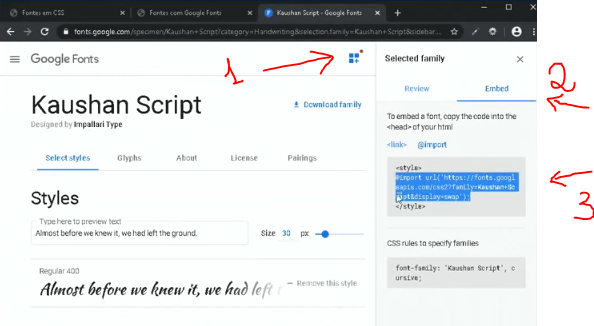 Fontes em CSS
Fontes com Google Fonts
Kaushan Script - Google Fonts
fonts.google.com/specimen/Kaushan+Script?category=Handwriting&selection.family=Kaushan+Script&sidebar
Google Fonts
1
Kaushan Script
Download family
Designed by Impallari Type
Select styles
Glyphs
About
License
Pairings
Styles
Type here to preview text
Almost before we knew it, we had left the ground.
Size 30 px
Regular 400
Almost before we knew it, we had left t
Remove this style
Selected family
Review
Embed
2
To embed a font, copy the code into the
<head> of your html
<link>
@import
<style>
@import url('https://fonts.googl
eapis.com/css2?family=Kaushan+Sc
ript&display=swap');
</style>
3
CSS rules to specify families
font-family: 'Kaushan Script', c
ursive;